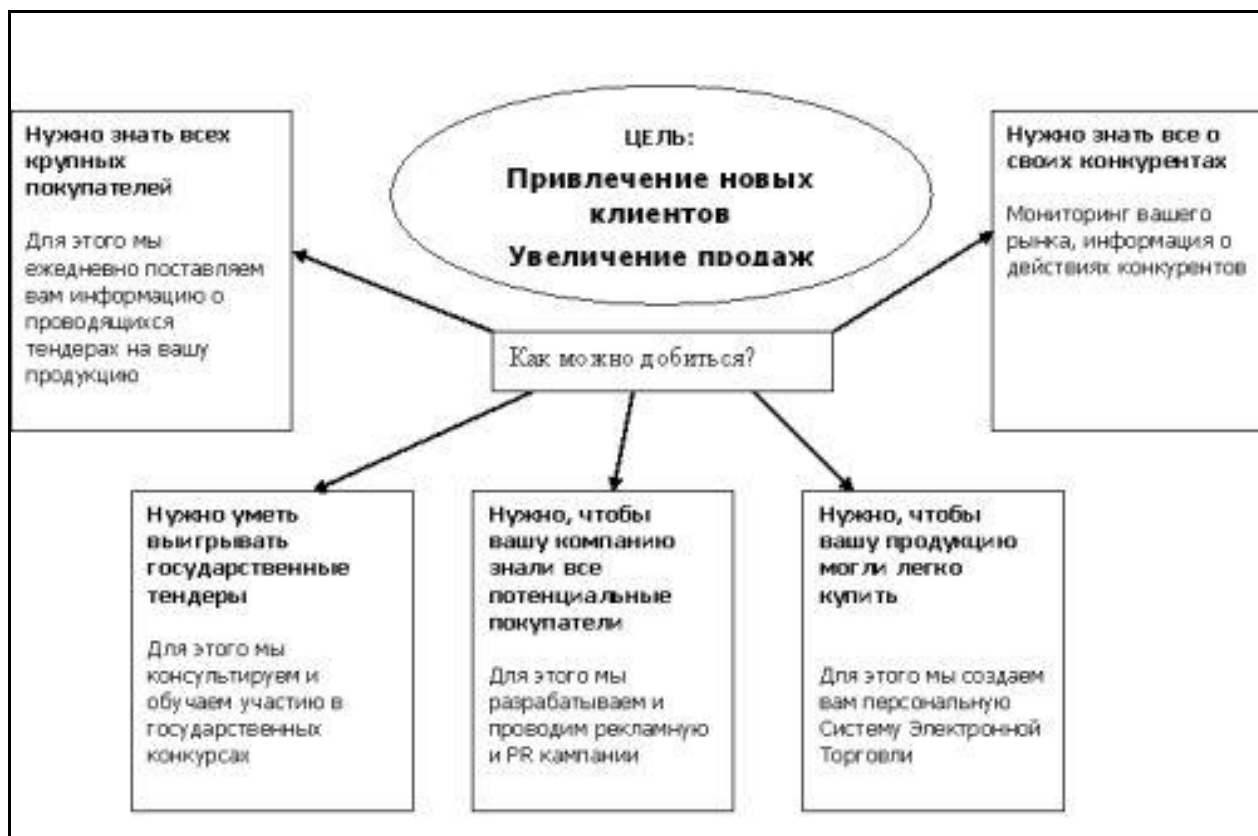 ЦЕЛЬ:
Привлечение новых
клиентов
Увеличение продаж
Как можно добиться?
Нужно знать всех
крупных
покупателей
Для этого мы
ежедневно поставляем
вам информацию о
проводящихся
тендерах на вашу
продукцию
Нужно знать все о
своих конкурентах
Мониторинг вашего
рынка, информация о
действиях конкурентов
Нужно уметь
выигрывать
государственные
тендеры
Для этого мы
консультируем и
обучаем участию в
государственных
конкурсах
Нужно, чтобы
вашу компанию
знали все
потенциальные
покупатели
Для этого мы
разрабатываем и
проводим рекламную
и PR кампании
Нужно, чтобы
вашу продукцию
могли легко
купить
Для этого мы создаем
вам персональную
Систему Электронной
Торговли